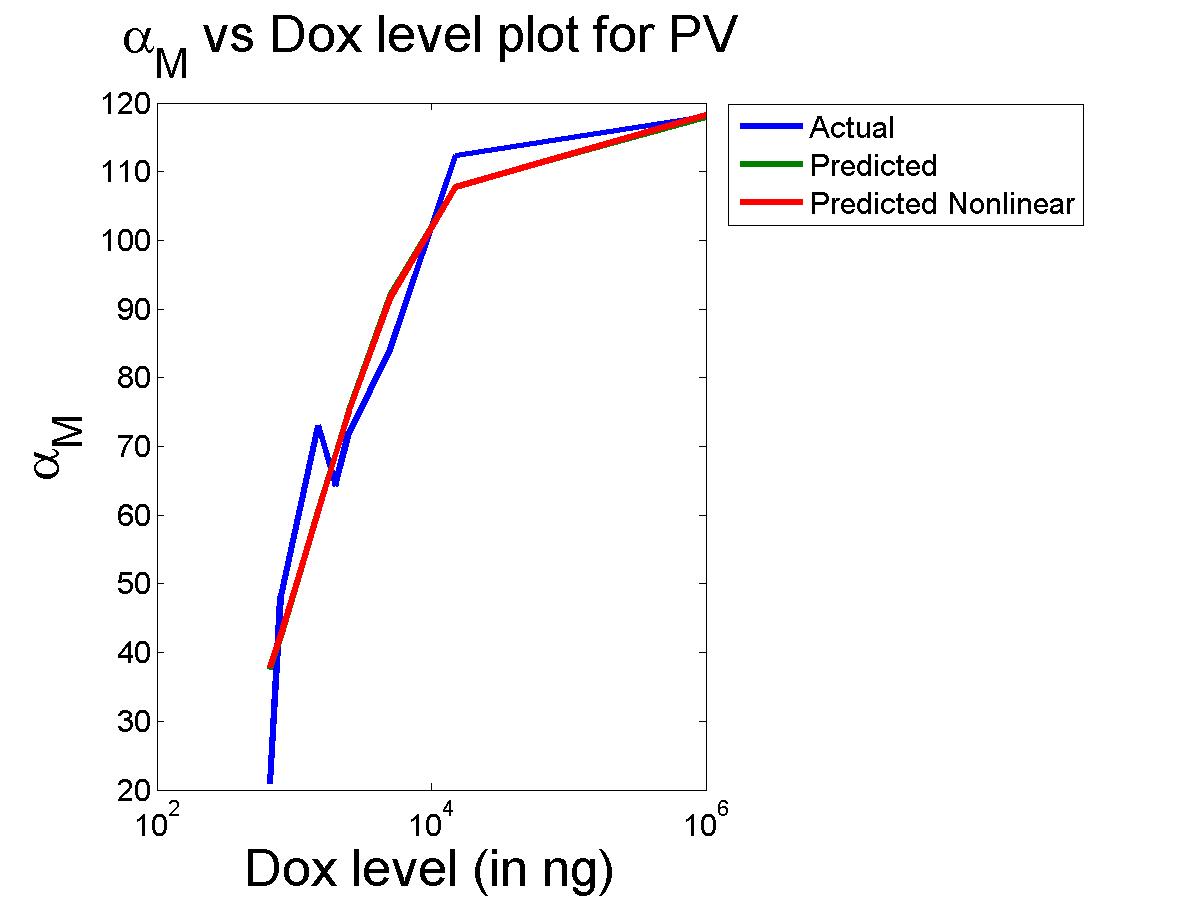 αM vs Dox level plot for PV
120
110
100
90
80
70
60
50
40
30
20
αM
10^2
10^4
10^6
Dox level (in ng)
Actual
Predicted
Predicted Nonlinear